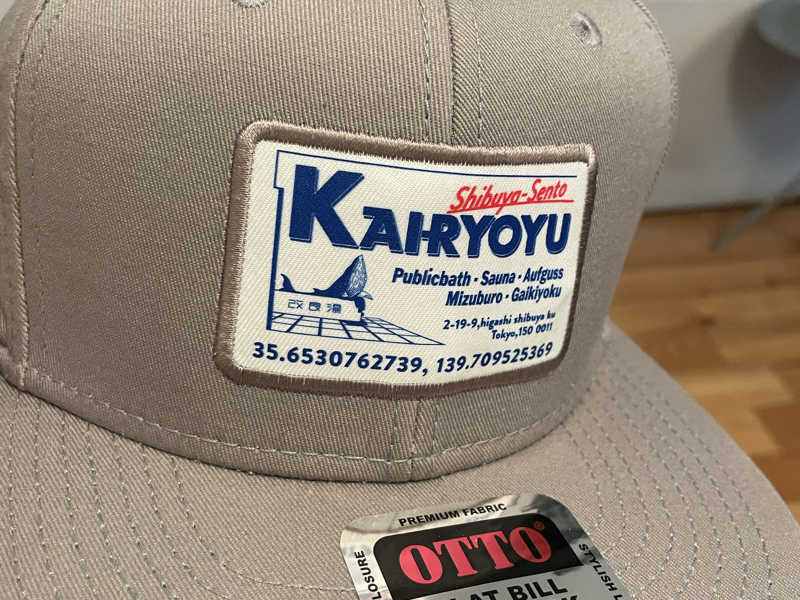 Shibuya-Sento
KAIRYOYU
Publicbath · Sauna · Aufguss
Mizuburo · Gaikiyoku
改良湯
2-19-9,higashi shibuya ku
Tokyo,150 0011
35.6530762739, 139.709525369
PREMIUM FABRIC
OTTO®
BILL